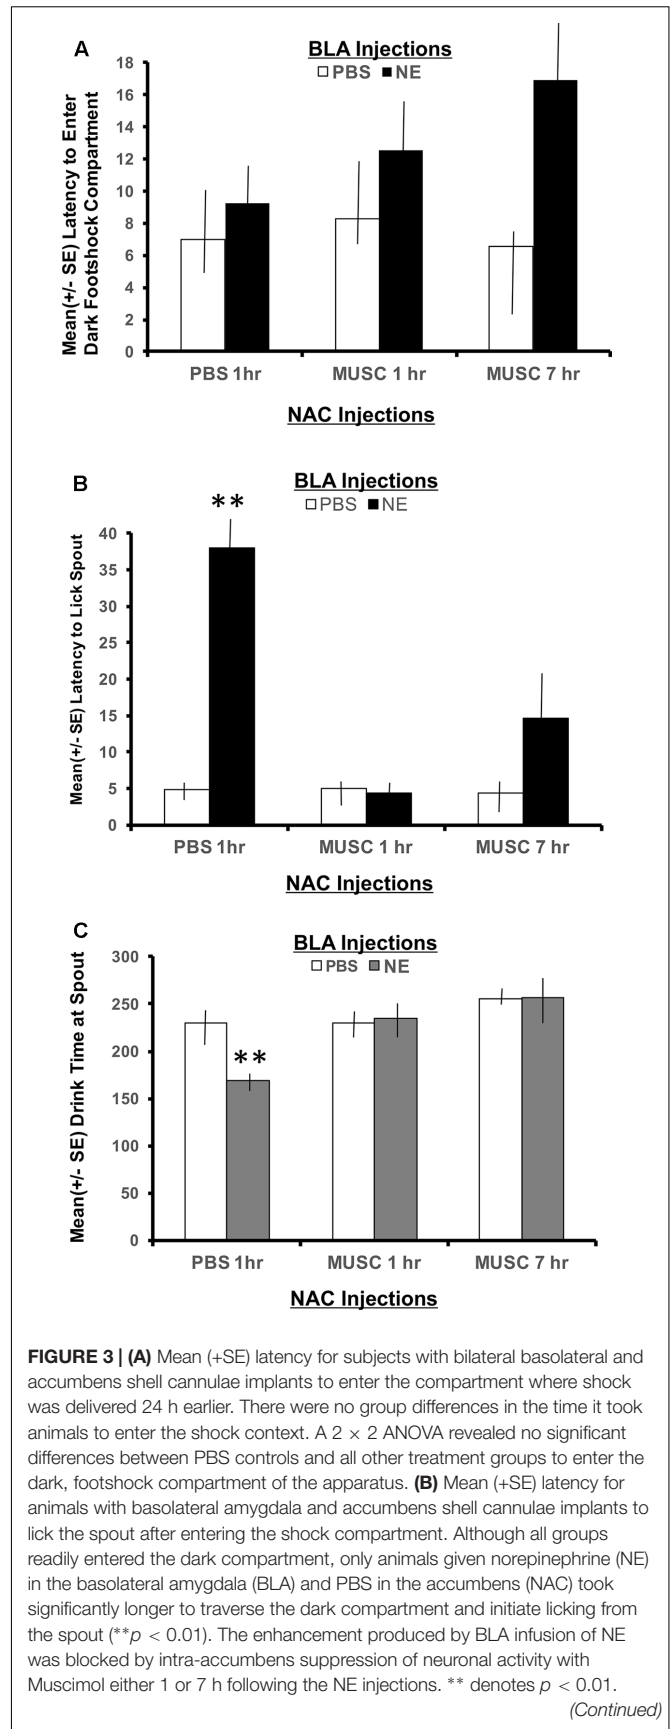 A
BLA Injections
PBS NE
Mean(+/- SE) Latency to Enter
Dark Footshock Compartment
18
16
14
12
10
8
6
4
2
0
PBS 1hr MUSC 1 hr MUSC 7 hr
NAC Injections
B
BLA Injections
PBS NE
**
Mean(+/- SE) Latency to Lick Spout
40
35
30
25
20
15
10
5
0
PBS 1hr MUSC 1 hr MUSC 7 hr
NAC Injections
C
BLA Injections
PBS NE
Mean(+/- SE) Drink Time at Spout
300
250
200
150
100
50
0
**
PBS 1hr MUSC 1 hr MUSC 7 hr
NAC Injections
FIGURE 3 | (A) Mean (+SE) latency for subjects with bilateral basolateral and
accumbens shell cannulae implants to enter the compartment where shock
was delivered 24 h earlier. There were no group differences in the time it took
animals to enter the shock context. A 2 × 2 ANOVA revealed no significant
differences between PBS controls and all other treatment groups to enter the
dark, footshock compartment of the apparatus. (B) Mean (+SE) latency for
animals with basolateral amygdala and accumbens shell cannulae implants to
lick the spout after entering the shock compartment. Although all groups
readily entered the dark compartment, only animals given norepinephrine (NE)
in the basolateral amygdala (BLA) and PBS in the accumbens (NAC) took
significantly longer to traverse the dark compartment and initiate licking from
the spout (**p < 0.01). The enhancement produced by BLA infusion of NE
was blocked by intra-accumbens suppression of neuronal activity with
Muscimol either 1 or 7 h following the NE injections. ** denotes p < 0.01.
(Continued)